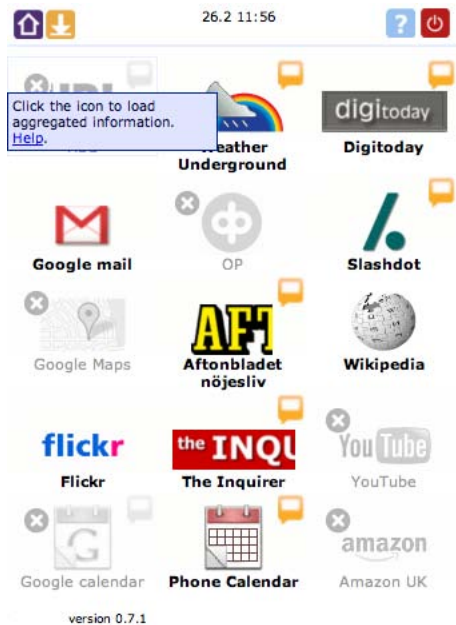 26.2 11:56
?
Click the icon to load
aggregated information.
Help.
Weather
Underground
digitoday
Digitoday
Google mail
OP
Slashdot
Google Maps
AFT
Aftonbladet
nöjesliv
Wikipedia
flickr
Flickr
the INQU
The Inquirer
You Tube
YouTube
G
Google calendar
Phone Calendar
amazon
Amazon UK
version 0.7.1